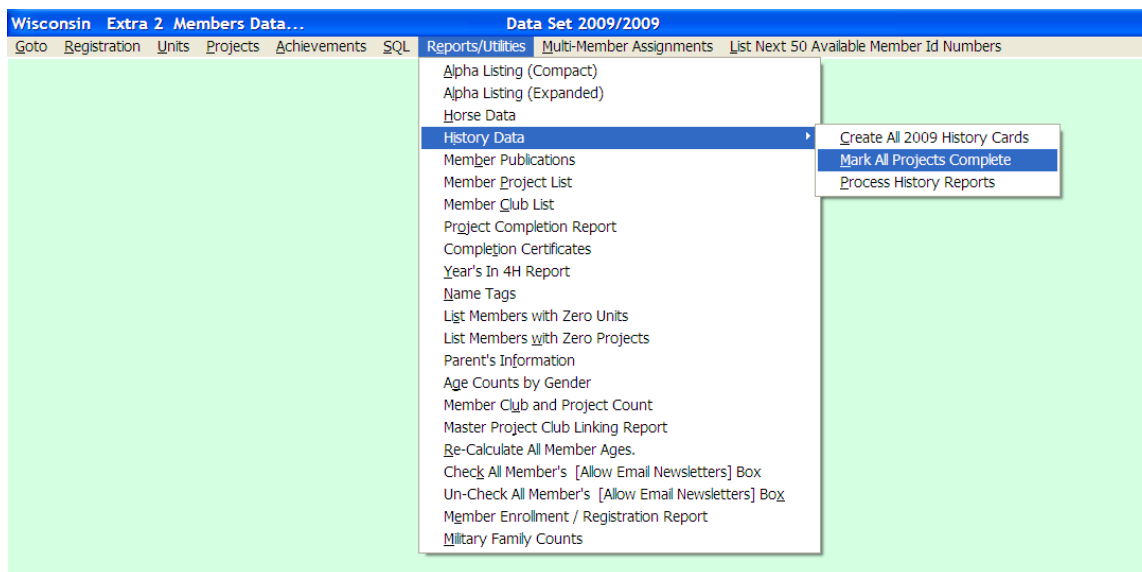 Wisconsin Extra 2 Members Data... Data Set 2009/2009
Goto Registration Units Projects Achievements SQL Reports/Utilities Multi-Member Assignments List Next 50 Available Member Id Numbers
Alpha Listing (Compact)
Alpha Listing (Expanded)
Horse Data
History Data
Create All 2009 History Cards
Mark All Projects Complete
Process History Reports
Member Publications
Member Project List
Member Club List
Project Completion Report
Completion Certificates
Year's In 4H Report
Name Tags
List Members with Zero Units
List Members with Zero Projects
Parent's Information
Age Counts by Gender
Member Club and Project Count
Master Project Club Linking Report
Re-Calculate All Member Ages.
Check All Member's [Allow Email Newsletters] Box
Un-Check All Member's [Allow Email Newsletters] Box
Member Enrollment / Registration Report
Military Family Counts